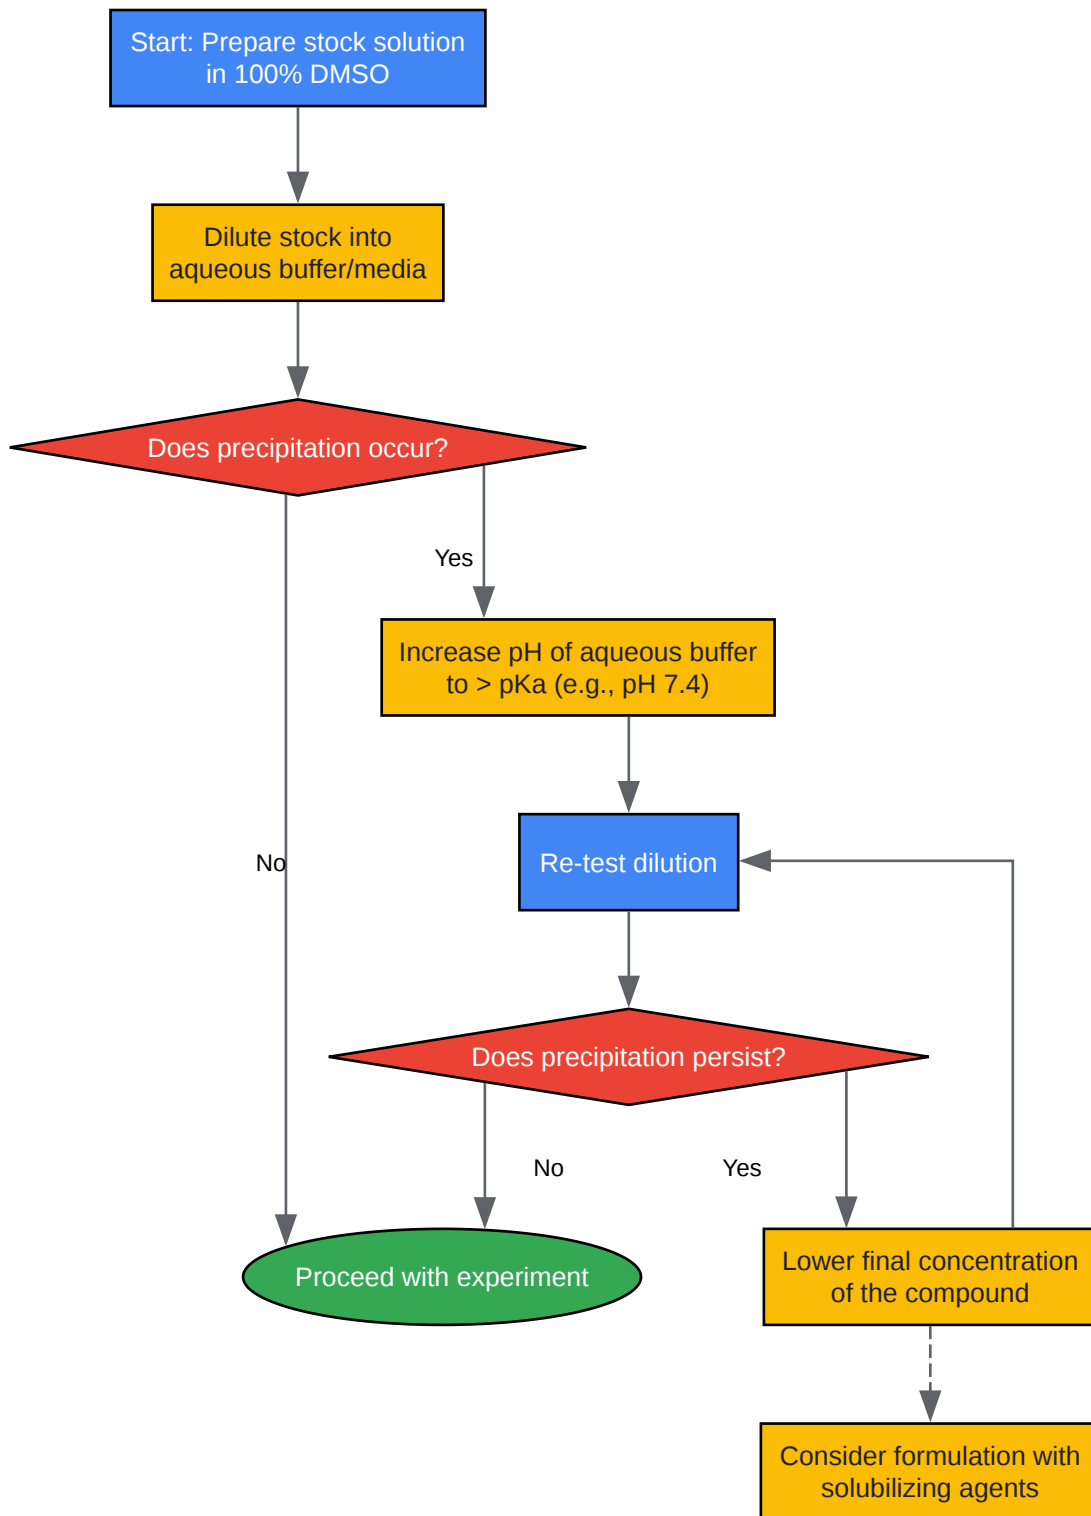 Start: Prepare stock solution
in 100% DMSO
Dilute stock into
aqueous buffer/media
Does precipitation occur?
Yes
Increase pH of aqueous buffer
to > pKa (e.g., pH 7.4)
No
Re-test dilution
Does precipitation persist?
No
Yes
Proceed with experiment
Lower final concentration
of the compound
Consider formulation with
solubilizing agents